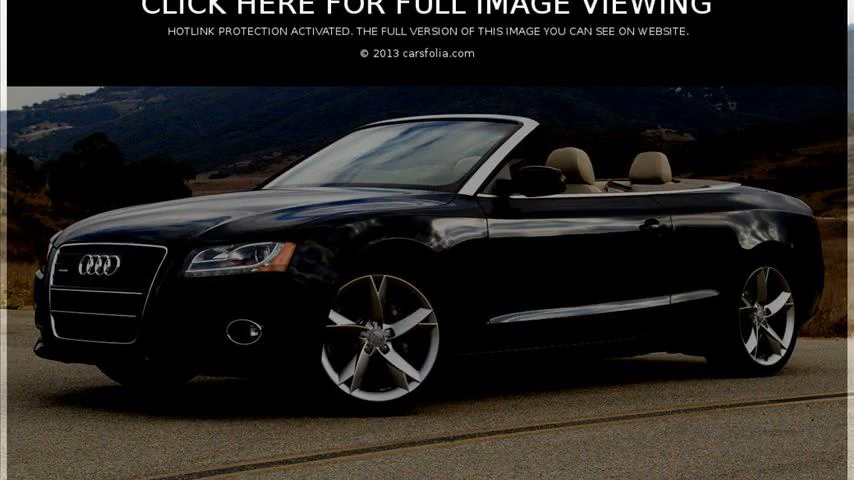 CLICK HERE FOR FULL IMAGE VIEWING
HOTLINK PROTECTION ACTIVATED. THE FULL VERSION OF THIS IMAGE YOU CAN SEE ON WEBSITE.
© 2013 carsfolia.com